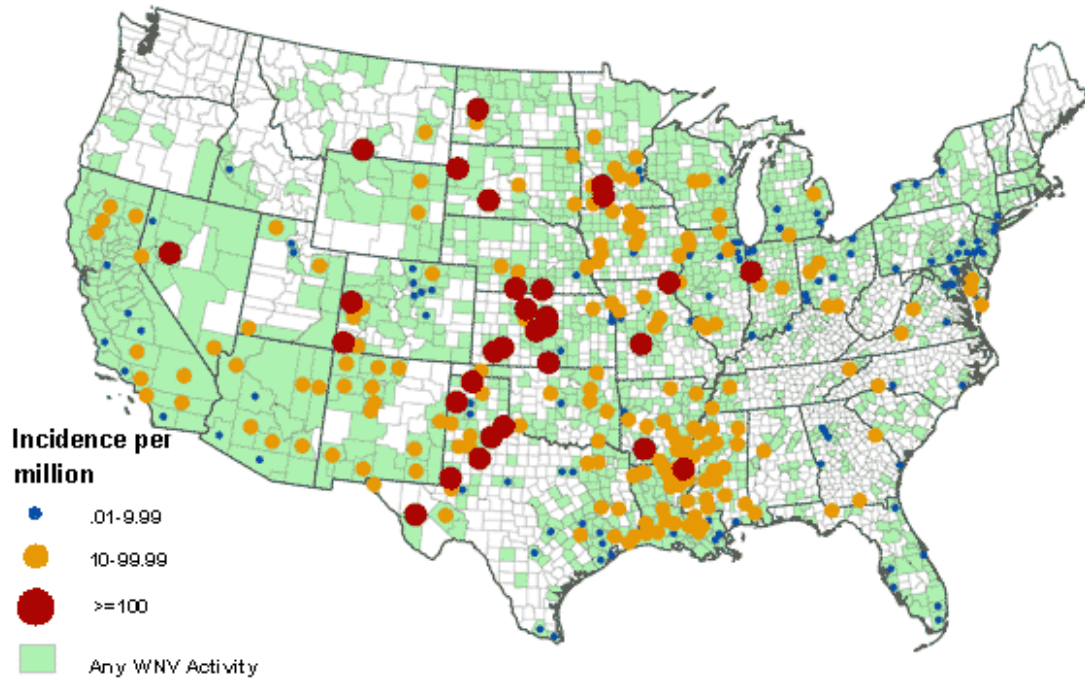 Incidence per
million
.01-9.99
10-99.99
>=100
Any WNV Activity